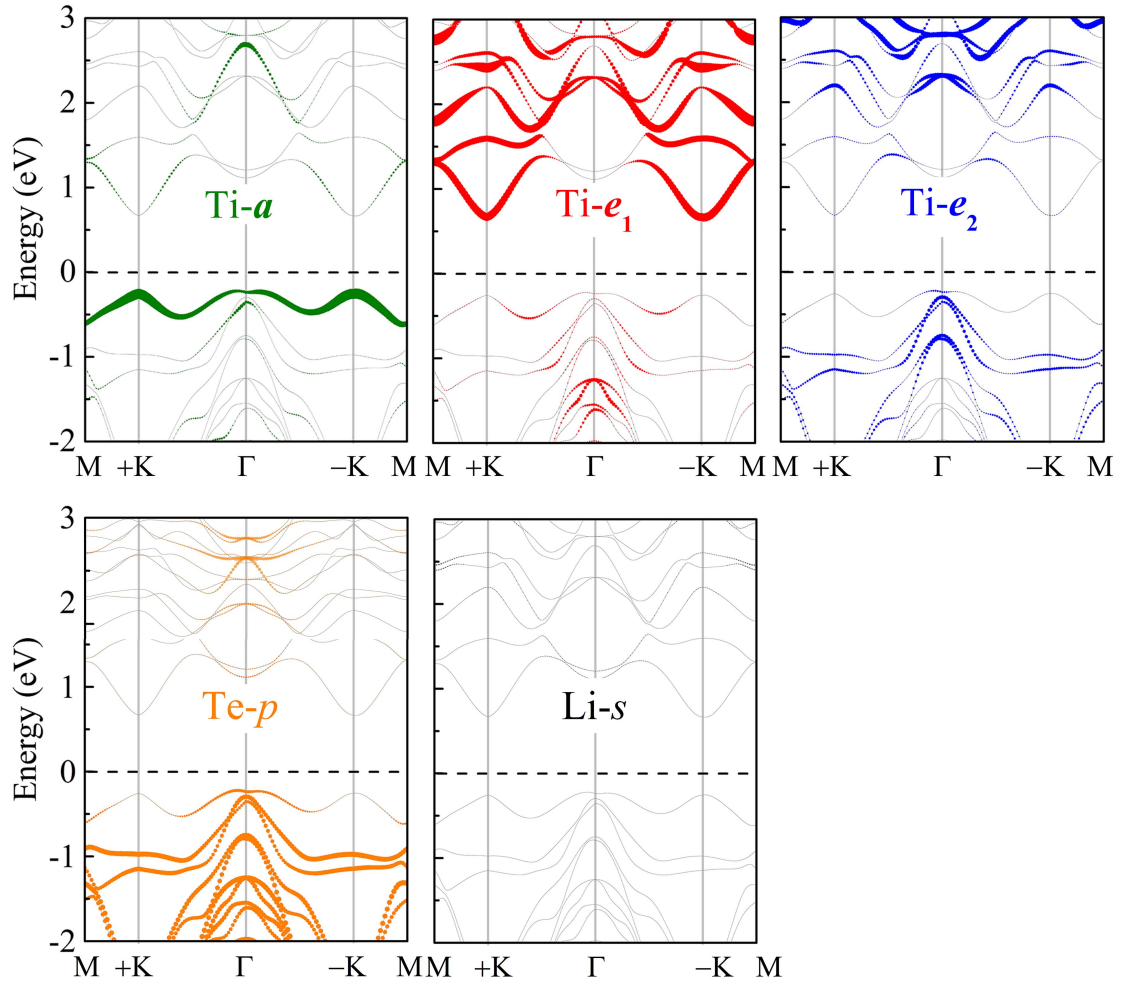 3
2
1
0
-1
-2
Energy (eV)
Ti-a
Ti-e1
Ti-e2
M +K Γ −K M
+K Γ −K M
+K Γ −K M
3
2
1
0
-1
-2
Energy (eV)
Te-p
Li-s
M +K Γ −K M
+K Γ −K M